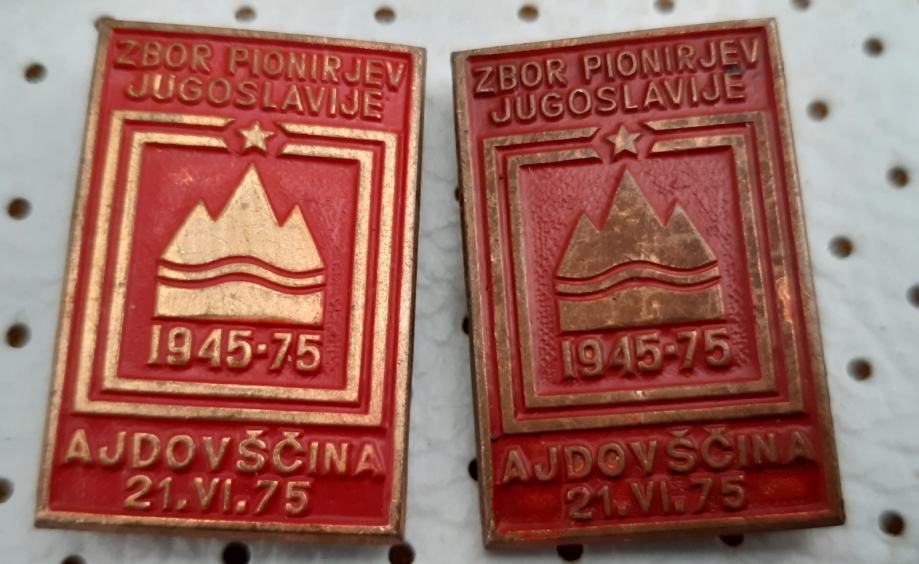 ZBOR PIONIRJEV
JUGOSLAVIJE
1945-75
AJDOVŠČINA
21.VI.75
ZBOR PIONIRJEV
JUGOSLAVIJE
1945-75
AJDOVŠČINA
21.VI.75